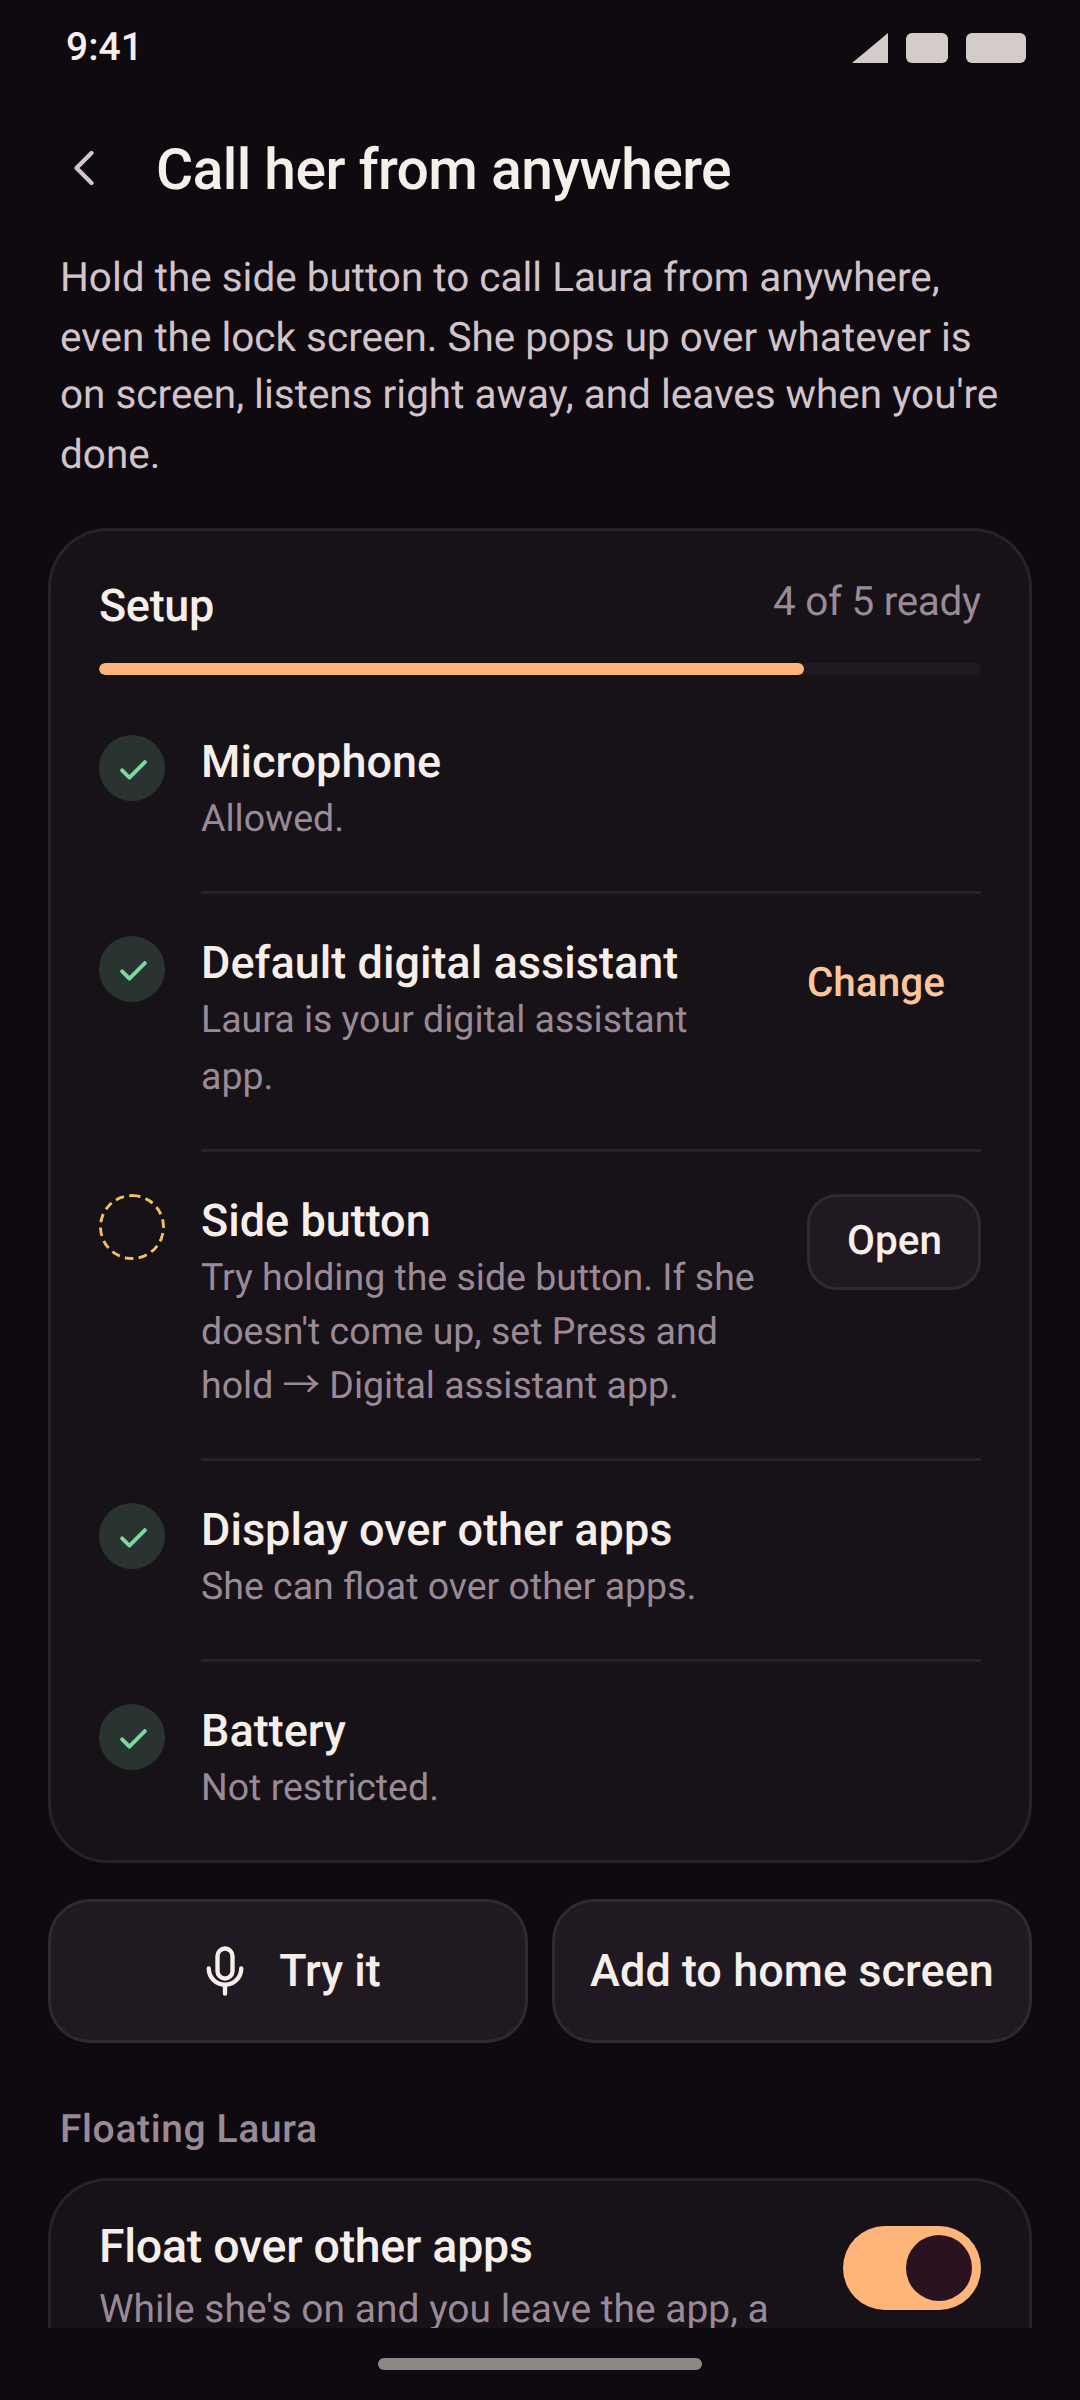 9:41
Call her from anywhere
Hold the side button to call Laura from anywhere,
even the lock screen. She pops up over whatever is
on screen, listens right away, and leaves when you're
done.
Setup
4 of 5 ready
Microphone
Allowed.
Default digital assistant
Change
Laura is your digital assistant
app.
Side button
Open
Try holding the side button. If she
doesn't come up, set Press and
hold → Digital assistant app.
Display over other apps
She can float over other apps.
Battery
Not restricted.
Try it
Add to home screen
Floating Laura
Float over other apps
While she's on and you leave the app, a